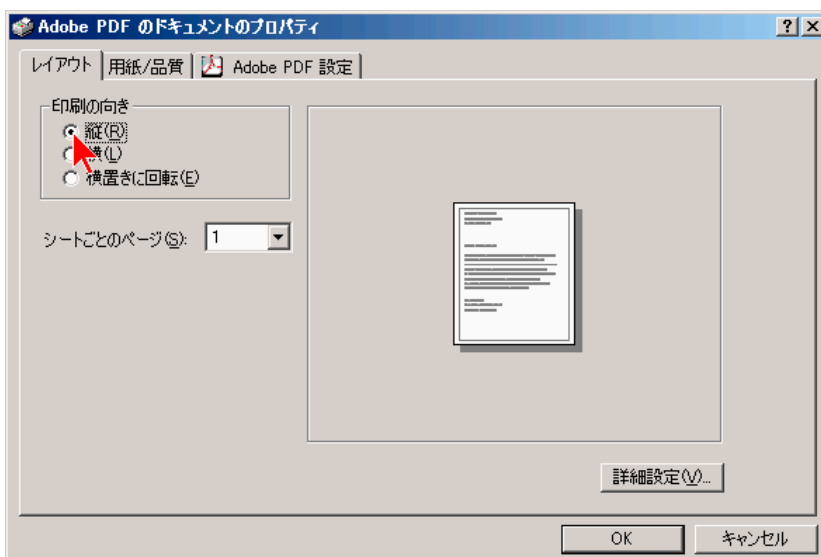 Adobe PDF のドキュメントのプロパティ
レイアウト 用紙/品質 Adobe PDF 設定
印刷の向き
縦(R)
横(L)
横置きに回転(E)
シートごとのページ(S): 1
詳細設定(V)...
OK キャンセル